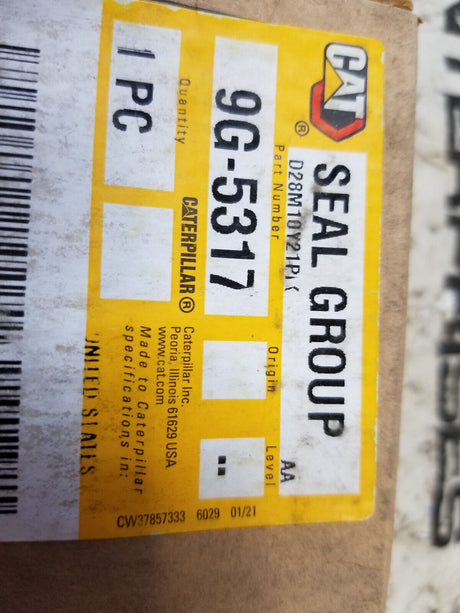 CAT®
SEAL GROUP
D28M10Y21P AA
Part Number Origin Level
9G-5317 --
Quantity CATERPILLAR®
1 PC
Caterpillar Inc.
Peoria, Illinois 61629 USA
www.cat.com
Made to Caterpillar
specifications in:
UNITED STATES
CW37857333 6029 01/21